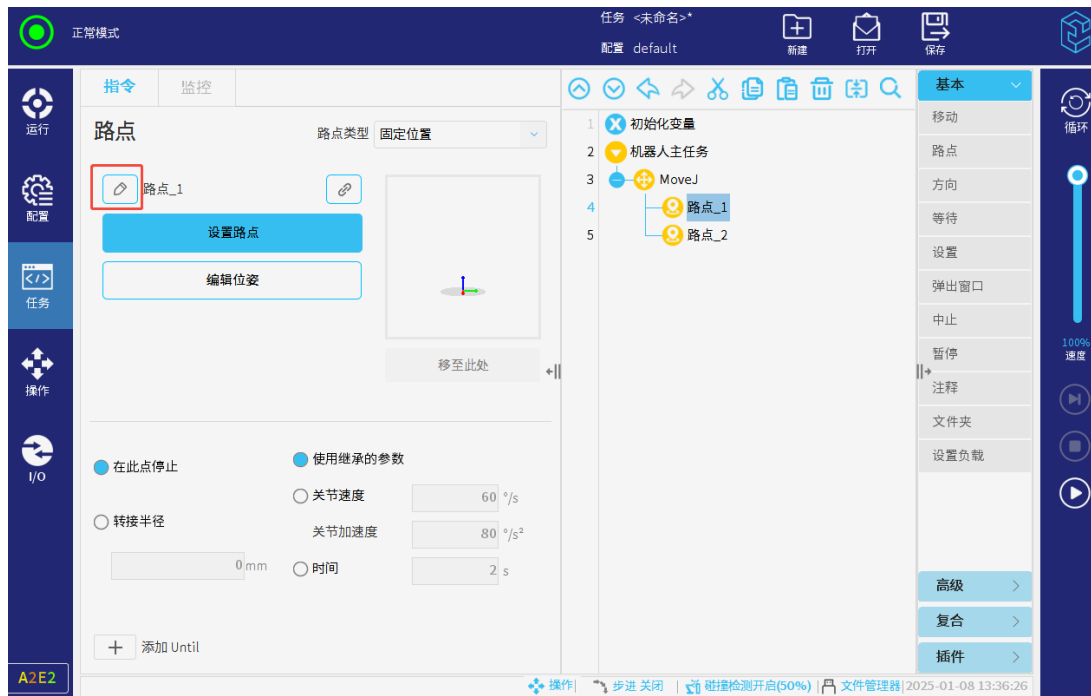 正常模式
任务 <未命名>*
配置 default
新建
打开
保存
运行
配置
任务
操作
I/O
A2E2
指令
监控
路点
路点类型 固定位置
路点_1
设置路点
编辑位姿
移至此处
在此点停止
使用继承的参数
关节速度 60 °/s
转接半径
关节加速度 80 °/s²
0 mm
时间 2 s
添加 Until
1 初始化变量
2 机器人主任务
3 MoveJ
4 路点_1
5 路点_2
基本
移动
路点
方向
等待
设置
弹出窗口
中止
暂停
注释
文件夹
设置负载
高级
复合
插件
循环
100%
速度
操作 步进 关闭 碰撞检测开启(50%) 文件管理器 2025-01-08 13:36:26